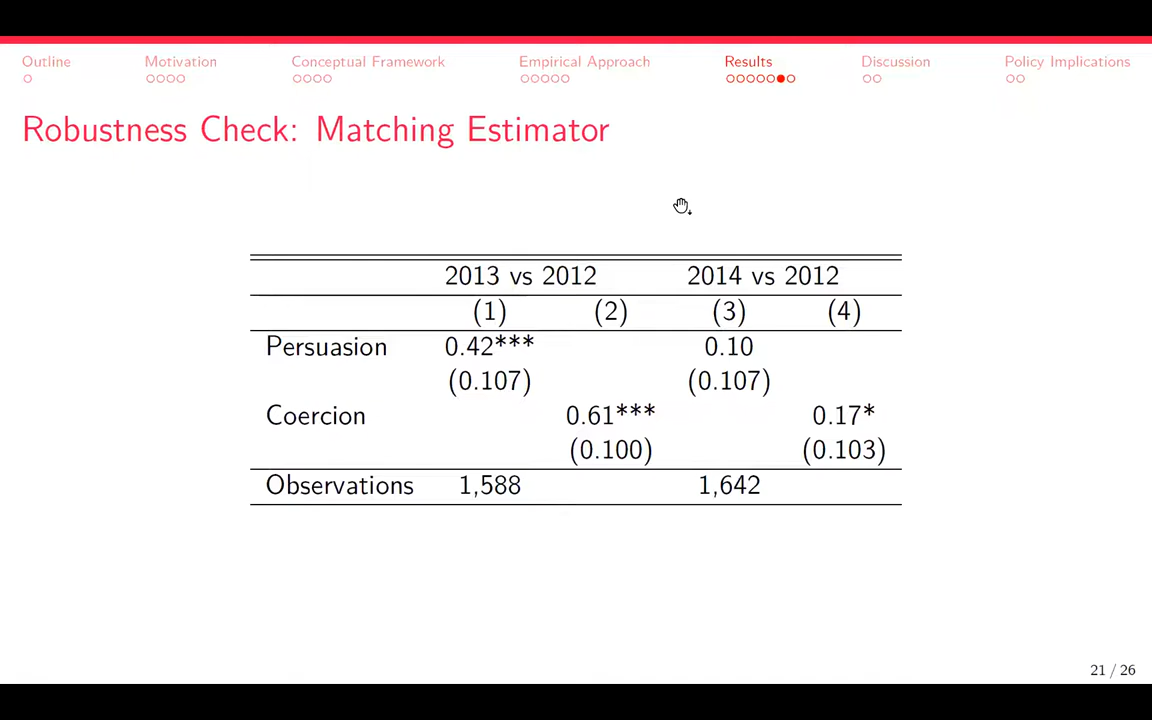 Outline Motivation Conceptual Framework Empirical Approach Results Discussion Policy Implications
Robustness Check: Matching Estimator
2013 vs 2012 2014 vs 2012
(1) (2) (3) (4)
Persuasion 0.42*** 0.10
(0.107) (0.107)
Coercion 0.61*** 0.17*
(0.100) (0.103)
Observations 1,588 1,642
21 / 26